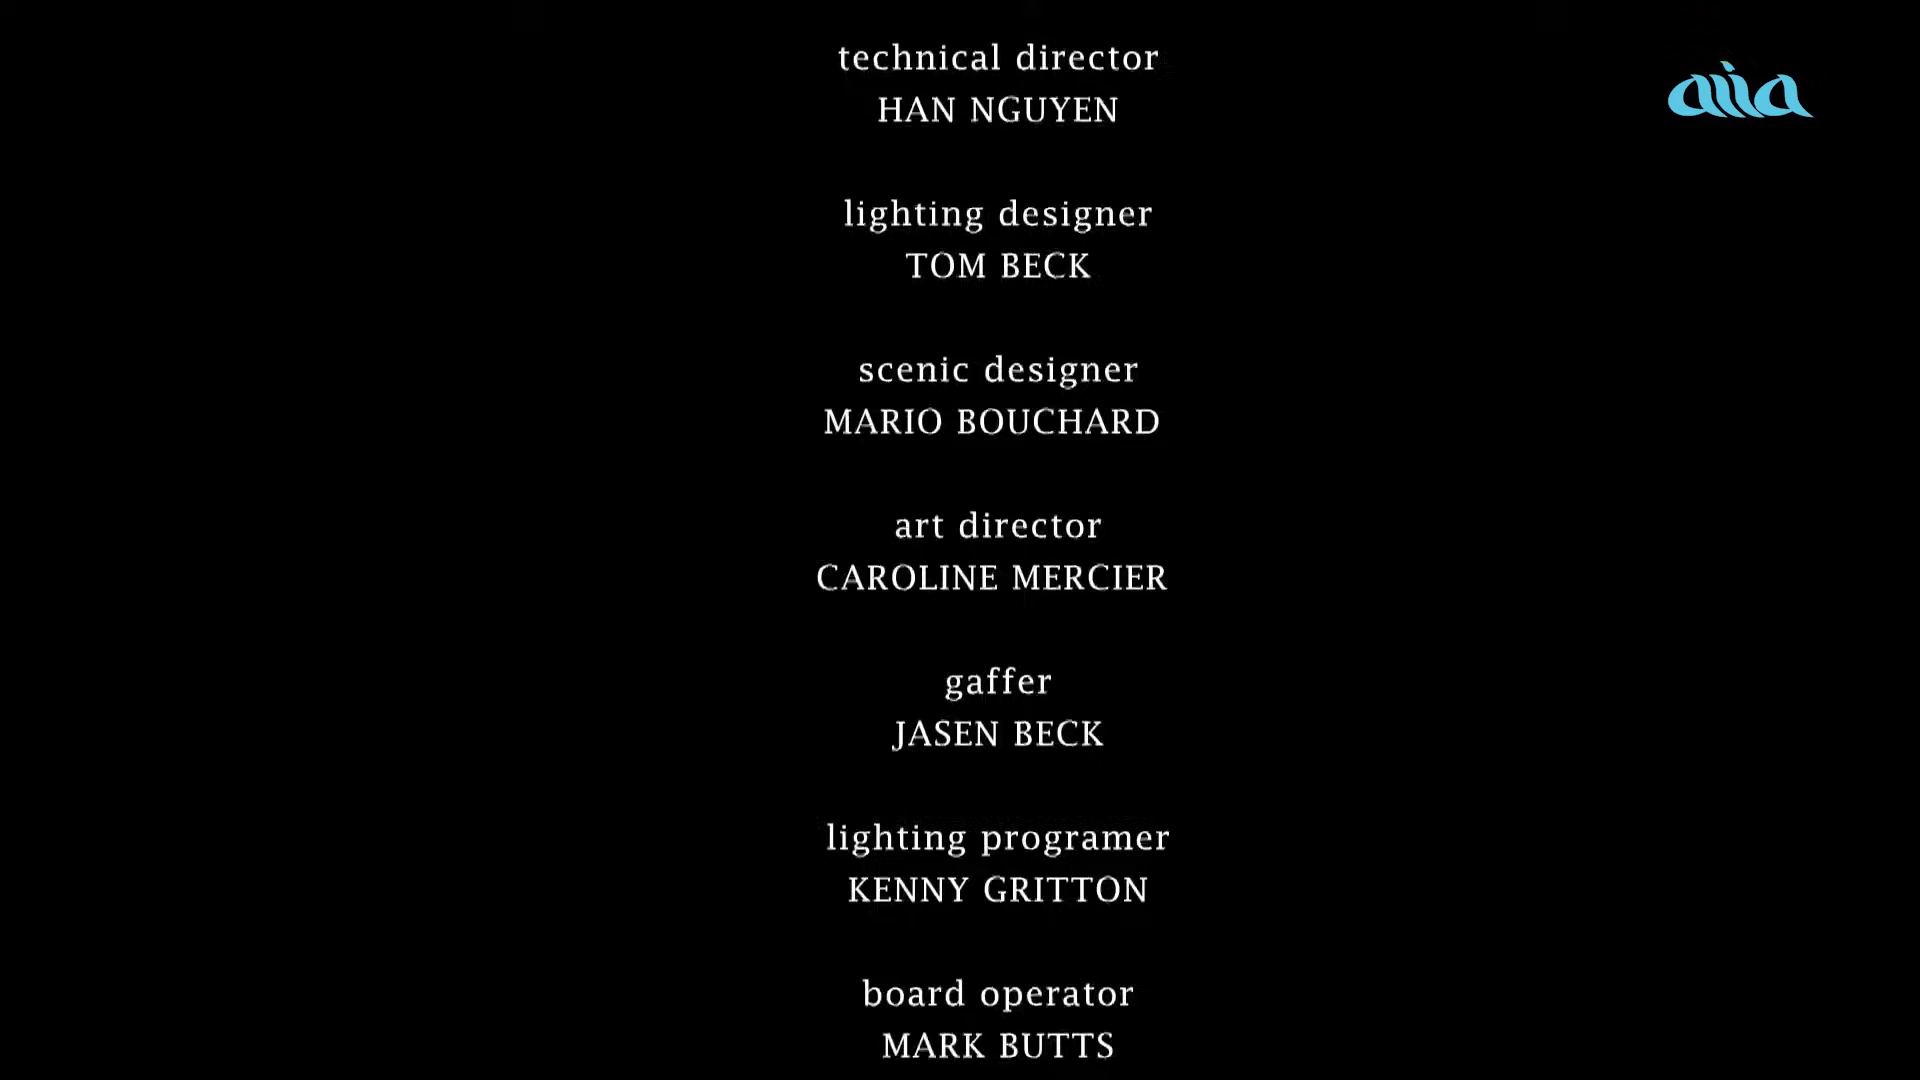 technical director
HAN NGUYEN
asia
lighting designer
TOM BECK
scenic designer
MARIO BOUCHARD
art director
CAROLINE MERCIER
gaffer
JASEN BECK
lighting programer
KENNY GRITTON
board operator
MARK BUTTS